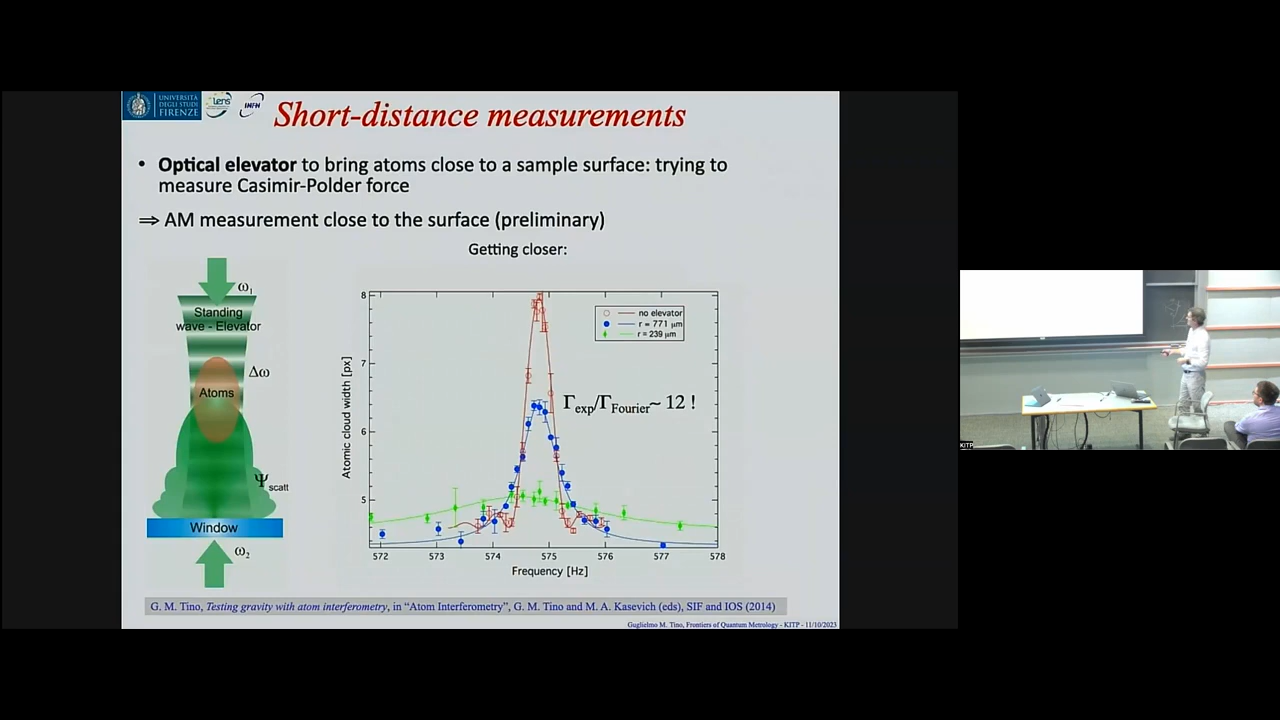 UNIVERSITÀ
DEGLI STUDI
FIRENZE
Lens
INFN
Short-distance measurements
• Optical elevator to bring atoms close to a sample surface: trying to
measure Casimir-Polder force
⇒ AM measurement close to the surface (preliminary)
Getting closer:
ω₁
Standing
wave - Elevator
Δω
Atoms
Ψscatt
Window
ω₂
8
7
6
5
Atomic cloud width [px]
no elevator
r = 771 μm
r = 239 μm
Γexp/ΓFourier~ 12 !
572 573 574 575 576 577 578
Frequency [Hz]
G. M. Tino, Testing gravity with atom interferometry, in “Atom Interferometry”, G. M. Tino and M. A. Kasevich (eds), SIF and IOS (2014)
Guglielmo M. Tino, Frontiers of Quantum Metrology - KITP - 11/10/2023
KITP